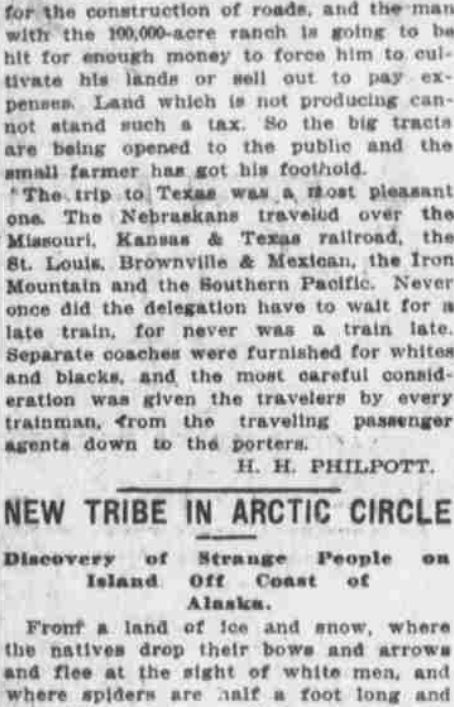 for the construction of roads, and the man
with the 100,000-acre ranch is going to be
hit for enough money to force him to cul-
tivate his lands or sell out to pay ex-
penses. Land which is not producing can-
not stand such a tax. So the big tracts
are being opened to the public and the
small farmer has got his foothold.
"The trip to Texas was a most pleasant
one. The Nebraskans traveled over the
Missouri, Kansas & Texas railroad, the
St. Louis, Brownville & Mexican, the Iron
Mountain and the Southern Pacific. Never
once did the delegation have to wait for a
late train, for never was a train late.
Separate coaches were furnished for whites
and blacks, and the most careful consid-
eration was given the travelers by every
trainman, from the traveling passenger
agents down to the porters.
H. H. PHILPOTT.
NEW TRIBE IN ARCTIC CIRCLE
Discovery of Strange People on
Island Off Coast of
Alaska.
From a land of ice and snow, where
the natives drop their bows and arrows
and flee at the sight of white men, and
where spiders are half a foot long and